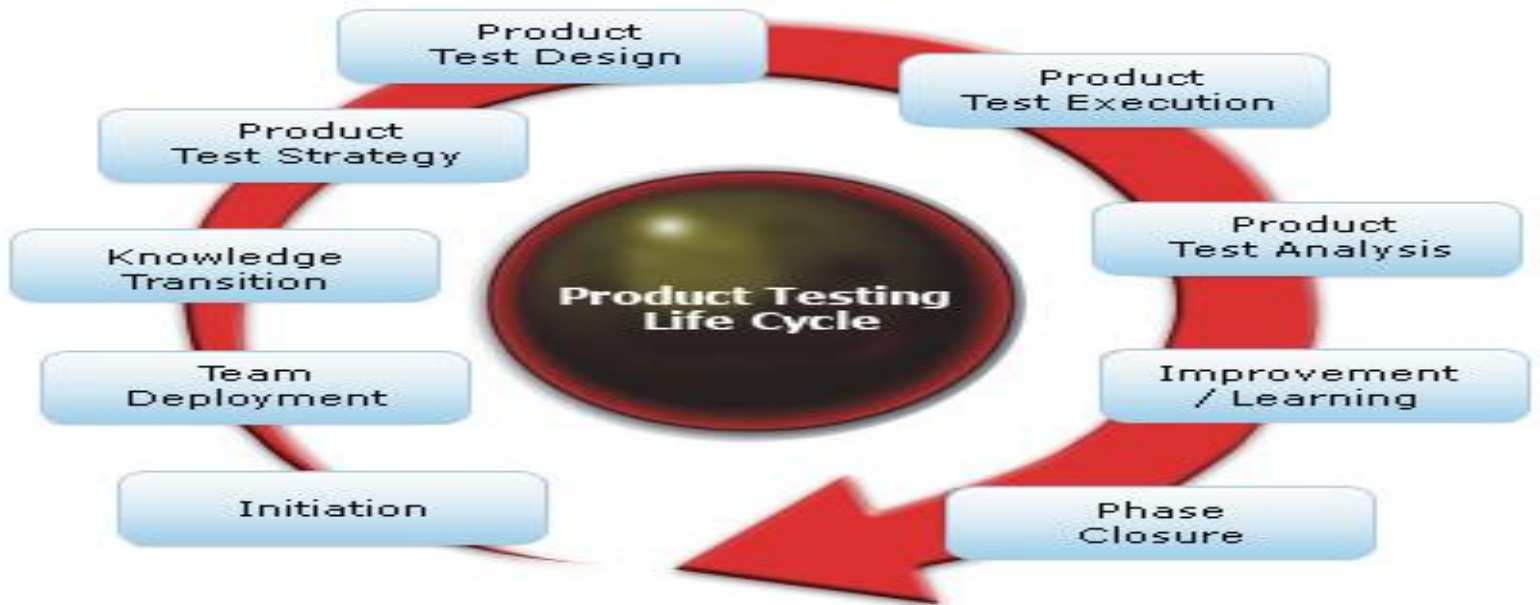 Product
Test Design
Product
Test Execution
Product
Test Strategy
Product
Test Analysis
Knowledge
Transition
Product Testing
Life Cycle
Team
Deployment
Improvement
/ Learning
Initiation
Phase
Closure